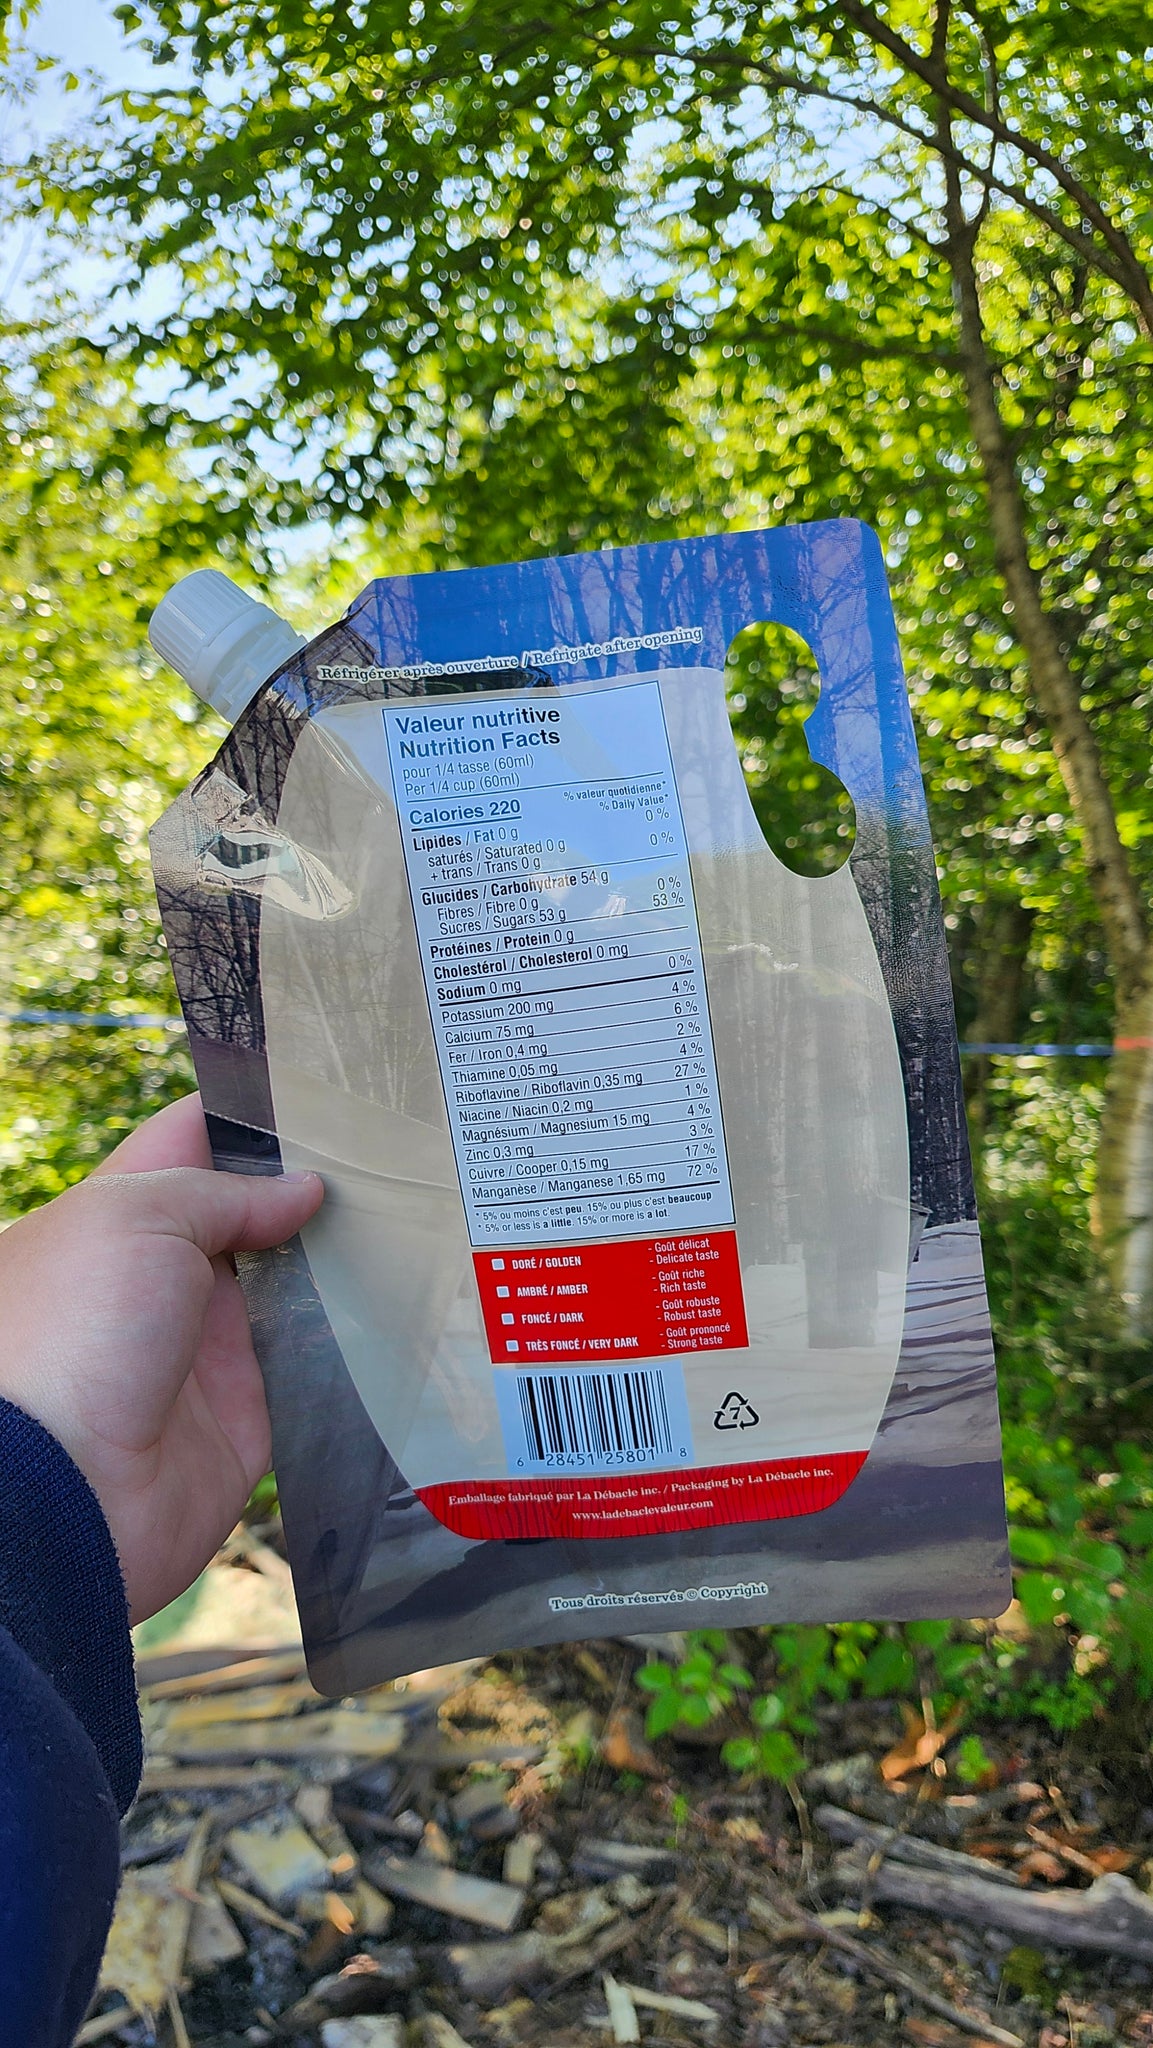 Réfrigérer après ouverture / Refrigate after opening
Valeur nutritive
Nutrition Facts
pour 1/4 tasse (60ml)
Per 1/4 cup (60ml)
Calories 220
% valeur quotidienne*
% Daily Value*
Lipides / Fat 0 g 0 %
saturés / Saturated 0 g
+ trans / Trans 0 g 0 %
Glucides / Carbohydrate 54 g
Fibres / Fibre 0 g 0 %
Sucres / Sugars 53 g 53 %
Protéines / Protein 0 g
Cholestérol / Cholesterol 0 mg
Sodium 0 mg 0 %
Potassium 200 mg 4 %
Calcium 75 mg 6 %
Fer / Iron 0,4 mg 2 %
Thiamine 0,05 mg 4 %
Riboflavine / Riboflavin 0,35 mg 27 %
Niacine / Niacin 0,2 mg 1 %
Magnésium / Magnesium 15 mg 4 %
Zinc 0,3 mg 3 %
Cuivre / Cooper 0,15 mg 17 %
Manganèse / Manganese 1,65 mg 72 %
* 5% ou moins c'est peu. 15% ou plus c'est beaucoup
* 5% or less is a little. 15% or more is a lot.
DORÉ / GOLDEN - Goût délicat
- Delicate taste
AMBRÉ / AMBER - Goût riche
- Rich taste
FONCÉ / DARK - Goût robuste
- Robust taste
TRÈS FONCÉ / VERY DARK - Goût prononcé
- Strong taste
6 28451 25801 8
7
Emballage fabriqué par La Débacle inc. / Packaging by La Débacle inc.
www.ladebaclevaleur.com
Tous droits réservés © Copyright